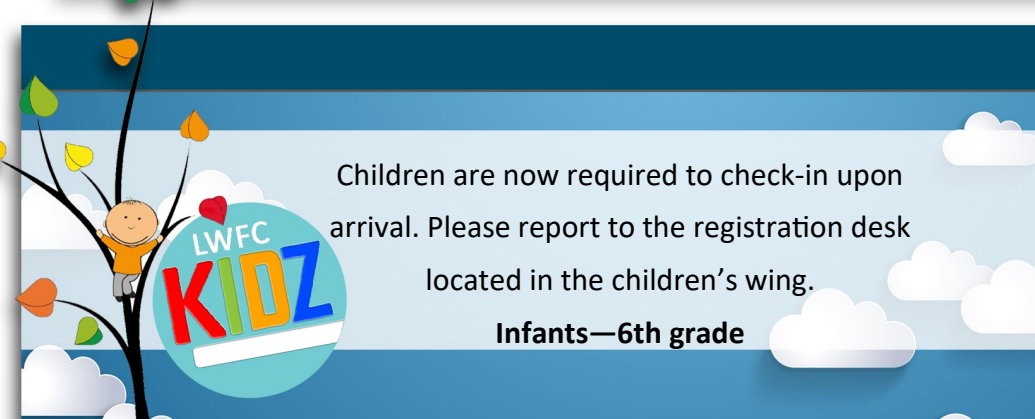 LWFC
KIDZ
Children are now required to check-in upon
arrival. Please report to the registration desk
located in the children's wing.
Infants—6th grade